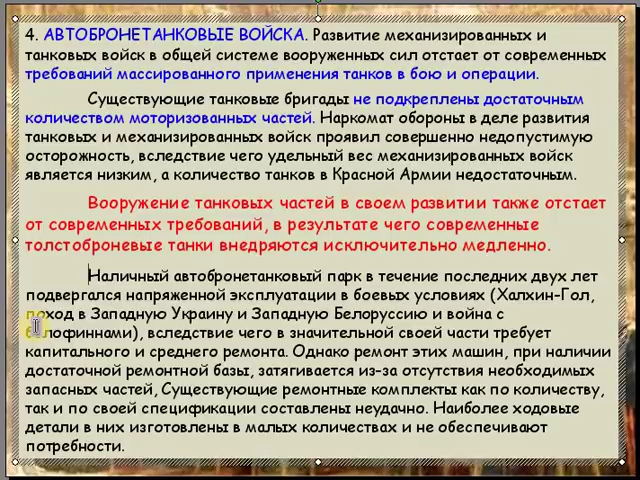 4. АВТОБРОНЕТАНКОВЫЕ ВОЙСКА. Развитие механизированных и
танковых войск в общей системе вооруженных сил отстает от современных
требований массированного применения танков в бою и операции.
Существующие танковые бригады не подкреплены достаточным
количеством моторизованных частей. Наркомат обороны в деле развития
танковых и механизированных войск проявил совершенно недопустимую
осторожность, вследствие чего удельный вес механизированных войск
является низким, а количество танков в Красной Армии недостаточным.
Вооружение танковых частей в своем развитии также отстает
от современных требований, в результате чего современные
толстоброневые танки внедряются исключительно медленно.
Наличный автобронетанковый парк в течение последних двух лет
подвергался напряженной эксплуатации в боевых условиях (Халхин-Гол,
поход в Западную Украину и Западную Белоруссию и война с
белофиннами), вследствие чего в значительной своей части требует
капитального и среднего ремонта. Однако ремонт этих машин, при наличии
достаточной ремонтной базы, затягивается из-за отсутствия необходимых
запасных частей, Существующие ремонтные комплекты как по количеству,
так и по своей спецификации составлены неудачно. Наиболее ходовые
детали в них изготовлены в малых количествах и не обеспечивают
потребности.